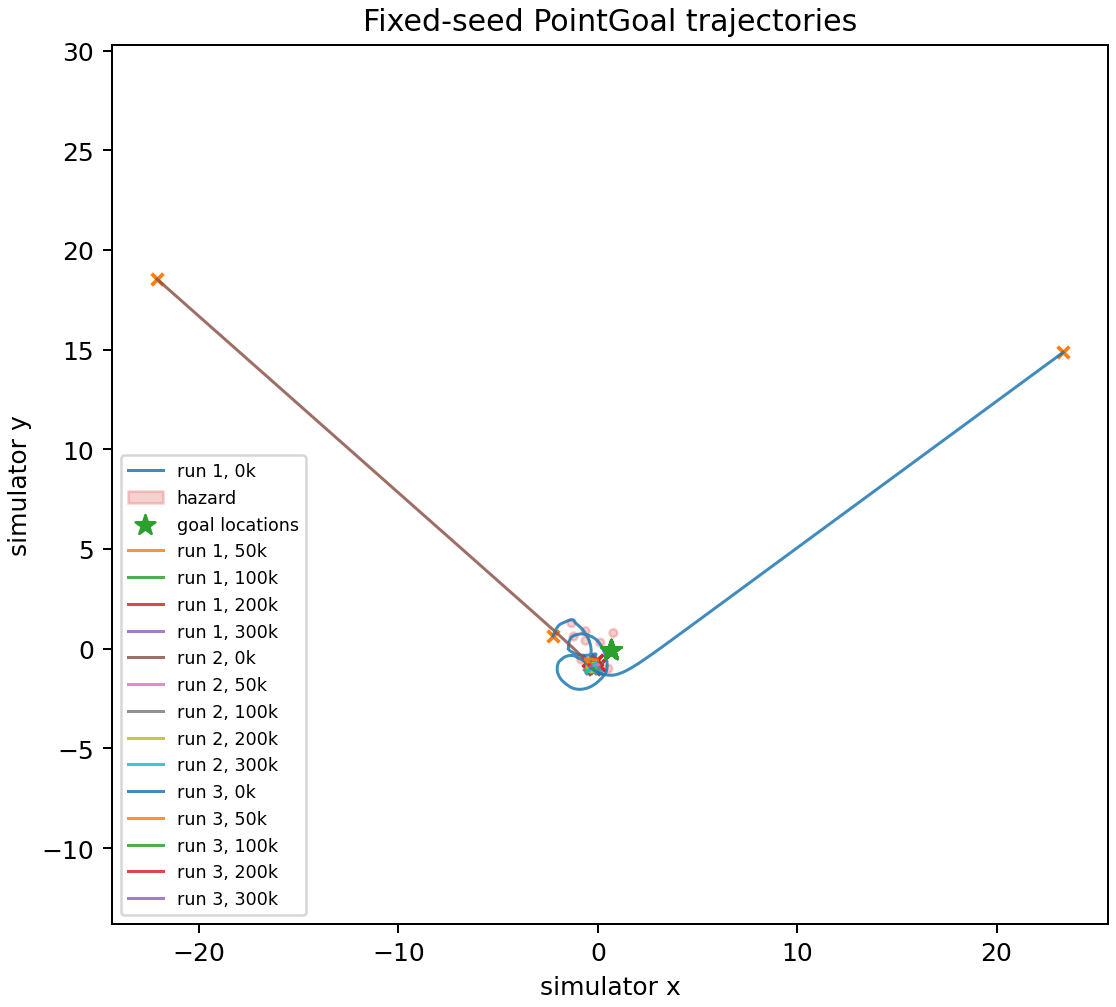 Fixed-seed PointGoal trajectories
30
25
20
15
10
5
0
−5
−10
simulator y
run 1, 0k
hazard
goal locations
run 1, 50k
run 1, 100k
run 1, 200k
run 1, 300k
run 2, 0k
run 2, 50k
run 2, 100k
run 2, 200k
run 2, 300k
run 3, 0k
run 3, 50k
run 3, 100k
run 3, 200k
run 3, 300k
−20 −10 0 10 20
simulator x